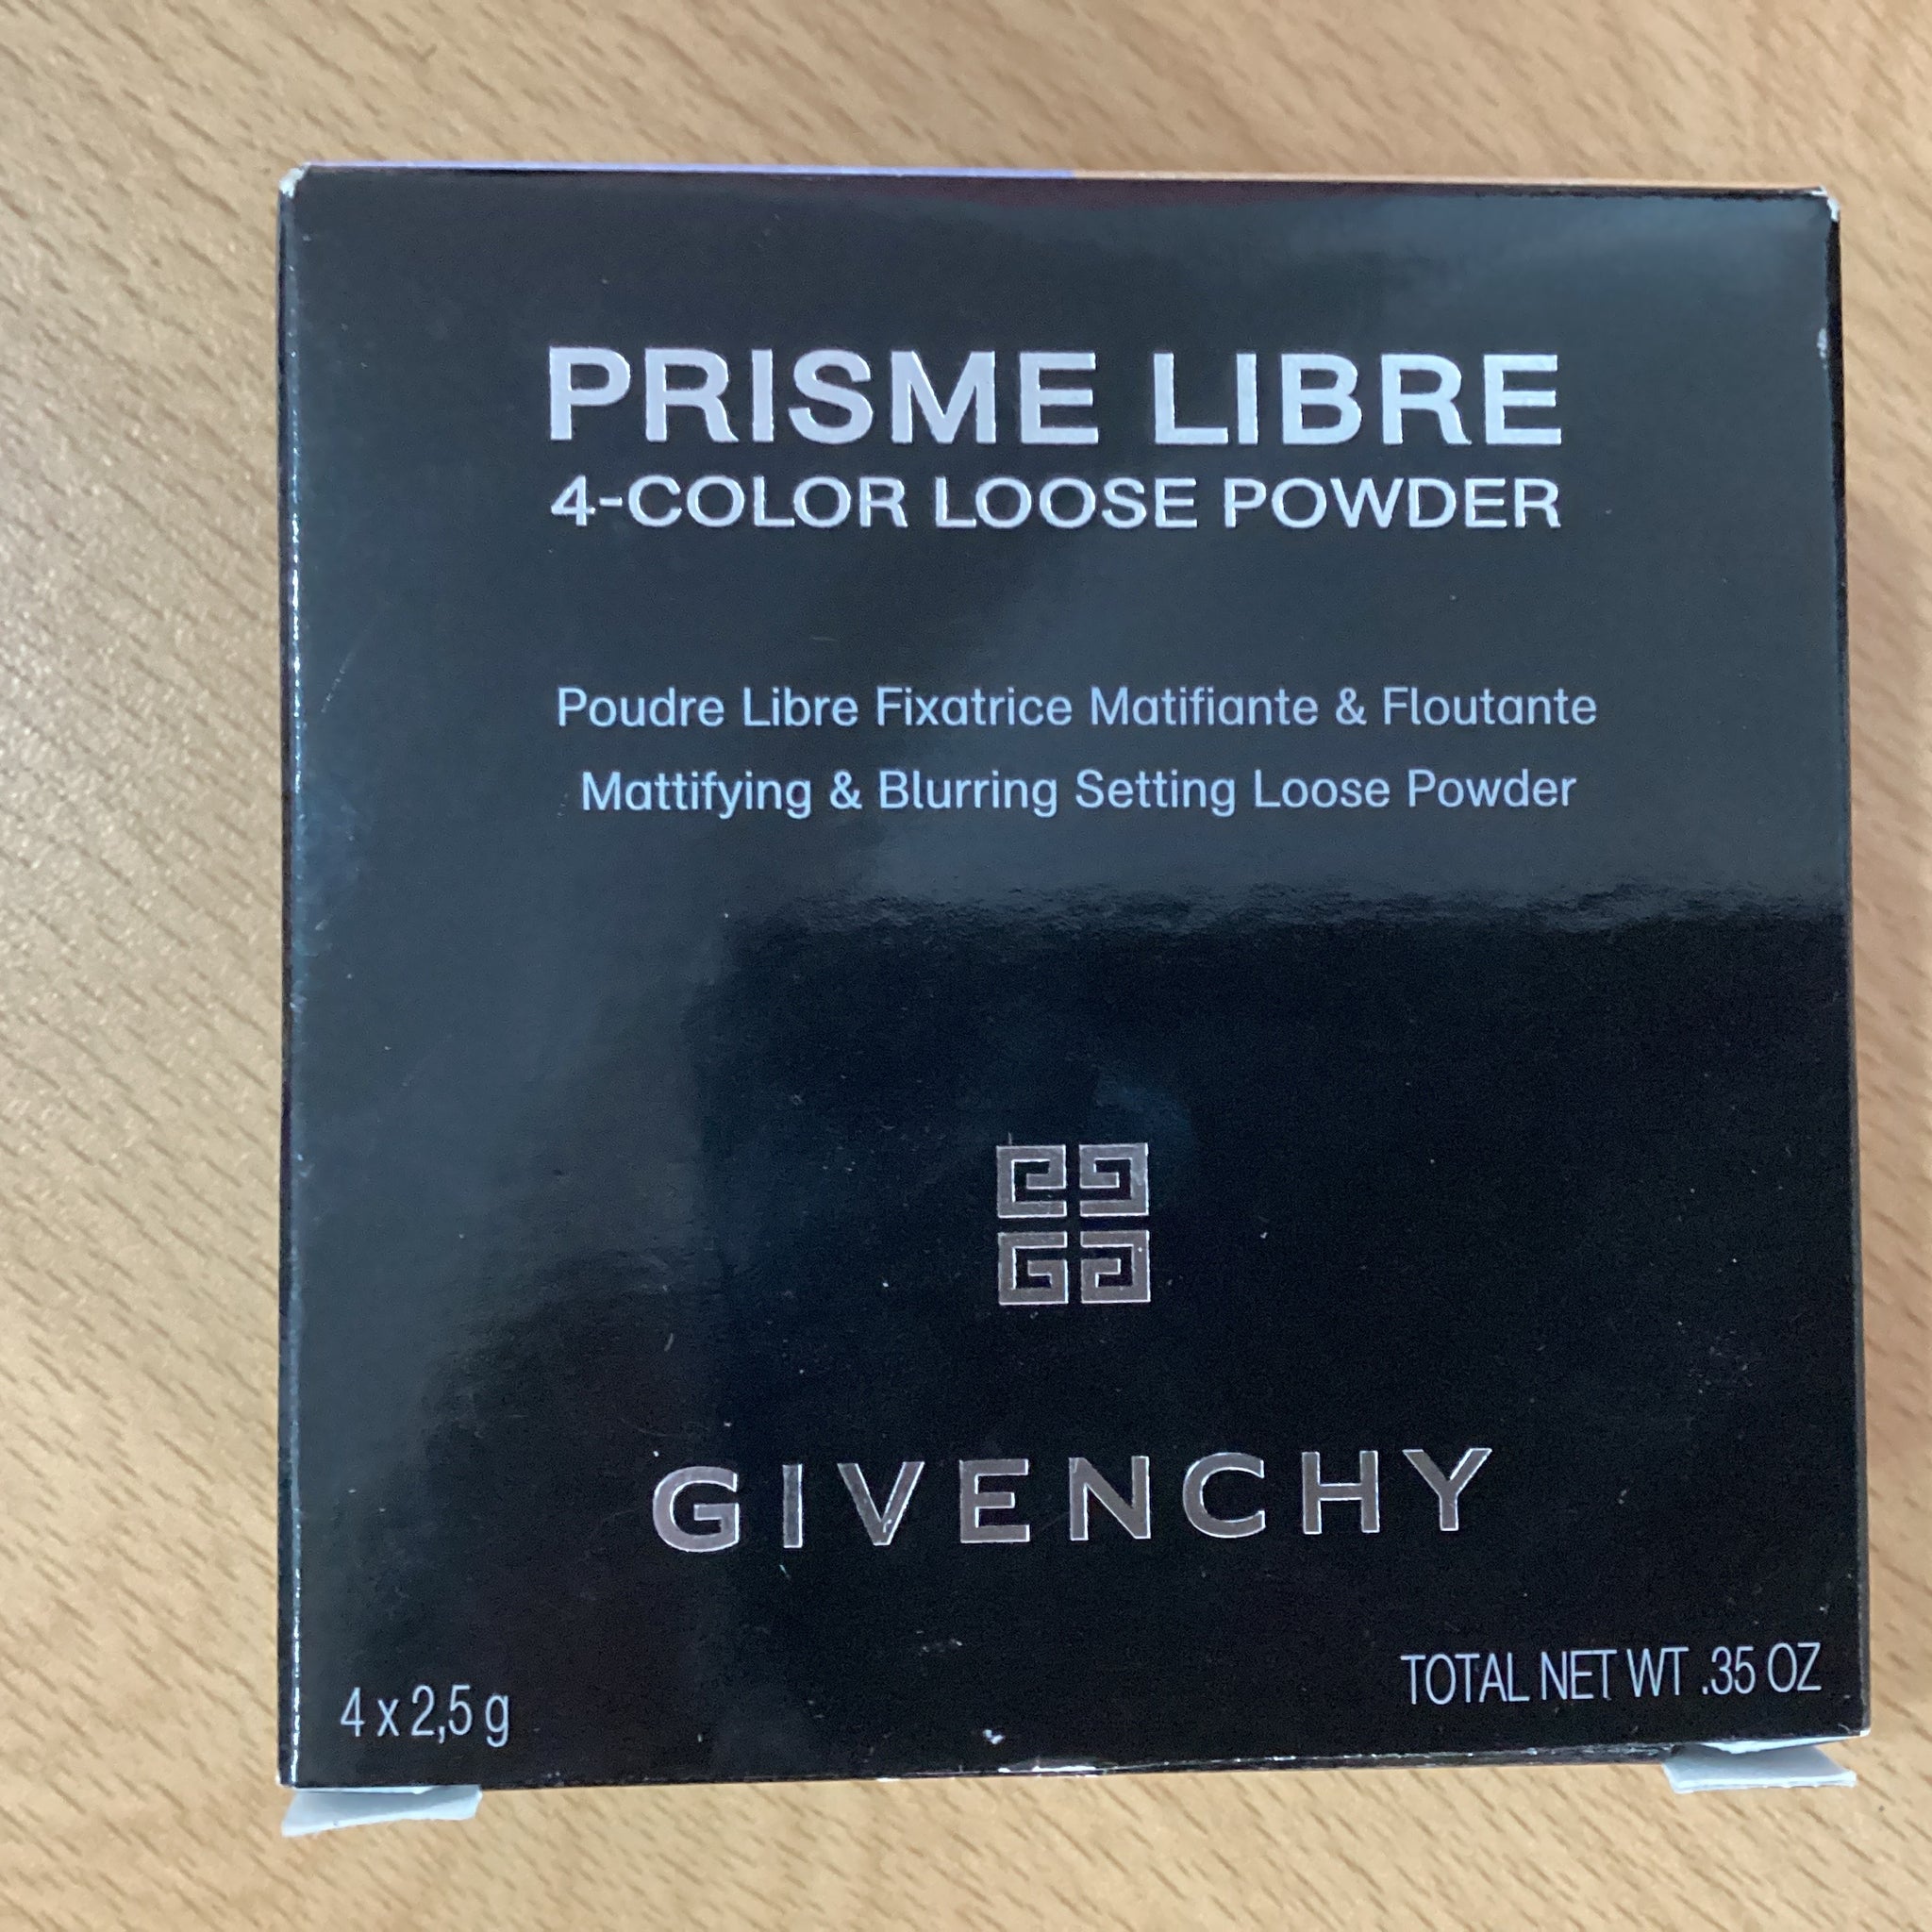 PRISME LIBRE
4-COLOR LOOSE POWDER
Poudre Libre Fixatrice Matifiante & Floutante
Mattifying & Blurring Setting Loose Powder
GIVENCHY
4 x 2,5 g
TOTAL NET WT .35 OZ